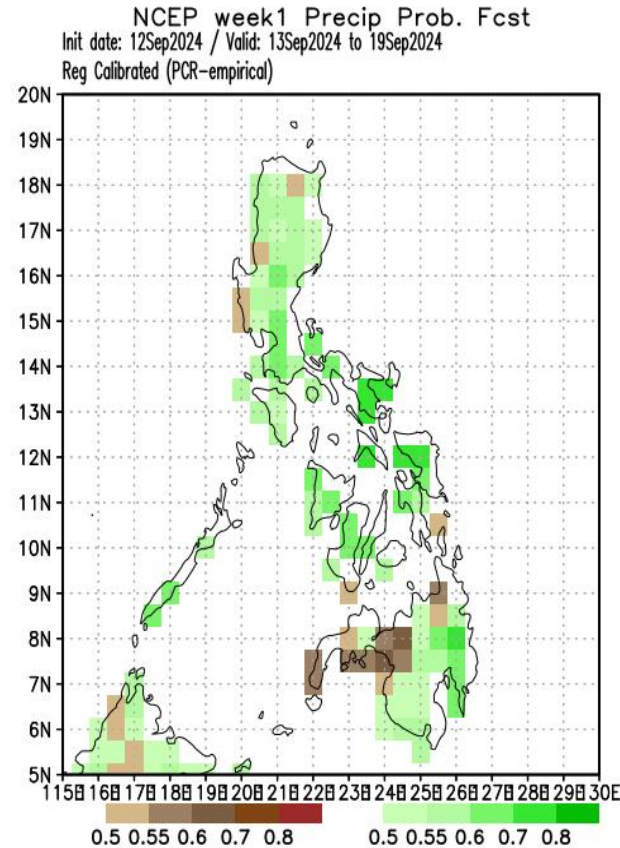 NCEP week1 Precip Prob. Fcst
Init date: 12Sep2024 / Valid: 13Sep2024 to 19Sep2024
Reg Calibrated (PCR-empirical)
20N
19N
18N
17N
16N
15N
14N
13N
12N
11N
10N
9N
8N
7N
6N
5N
115E 116E 117E 118E 119E 120E 121E 122E 123E 124E 125E 126E 127E 128E 129E 130E
0.5 0.55 0.6 0.7 0.8 0.5 0.55 0.6 0.7 0.8